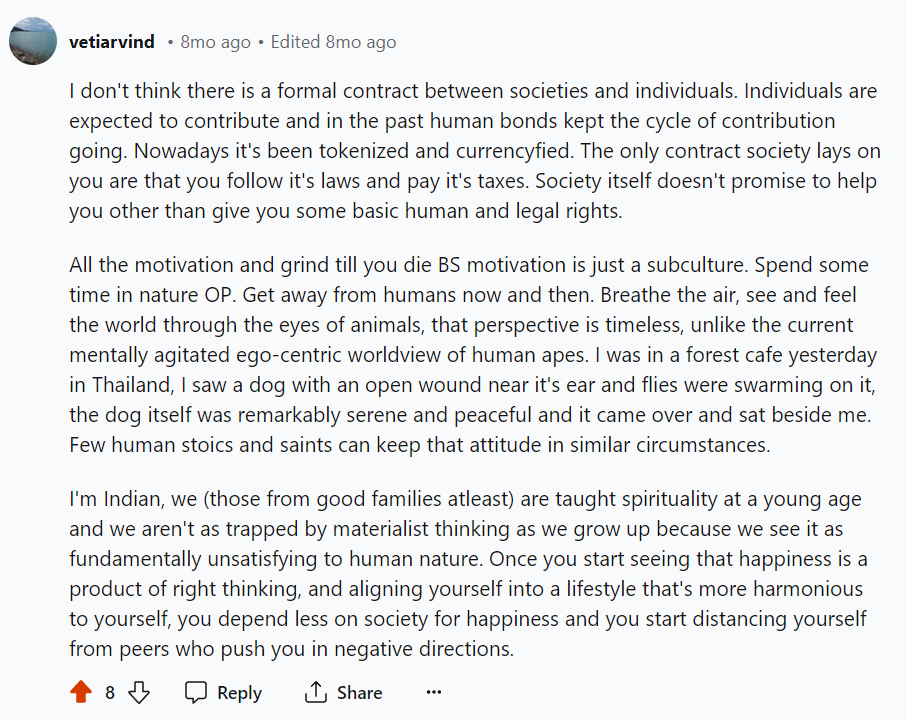 vetiarvind • 8mo ago • Edited 8mo ago
I don't think there is a formal contract between societies and individuals. Individuals are
expected to contribute and in the past human bonds kept the cycle of contribution
going. Nowadays it's been tokenized and currencyfied. The only contract society lays on
you are that you follow it's laws and pay it's taxes. Society itself doesn't promise to help
you other than give you some basic human and legal rights.
All the motivation and grind till you die BS motivation is just a subculture. Spend some
time in nature OP. Get away from humans now and then. Breathe the air, see and feel
the world through the eyes of animals, that perspective is timeless, unlike the current
mentally agitated ego-centric worldview of human apes. I was in a forest cafe yesterday
in Thailand, I saw a dog with an open wound near it's ear and flies were swarming on it,
the dog itself was remarkably serene and peaceful and it came over and sat beside me.
Few human stoics and saints can keep that attitude in similar circumstances.
I'm Indian, we (those from good families atleast) are taught spirituality at a young age
and we aren't as trapped by materialist thinking as we grow up because we see it as
fundamentally unsatisfying to human nature. Once you start seeing that happiness is a
product of right thinking, and aligning yourself into a lifestyle that's more harmonious
to yourself, you depend less on society for happiness and you start distancing yourself
from peers who push you in negative directions.
8 Reply Share ...